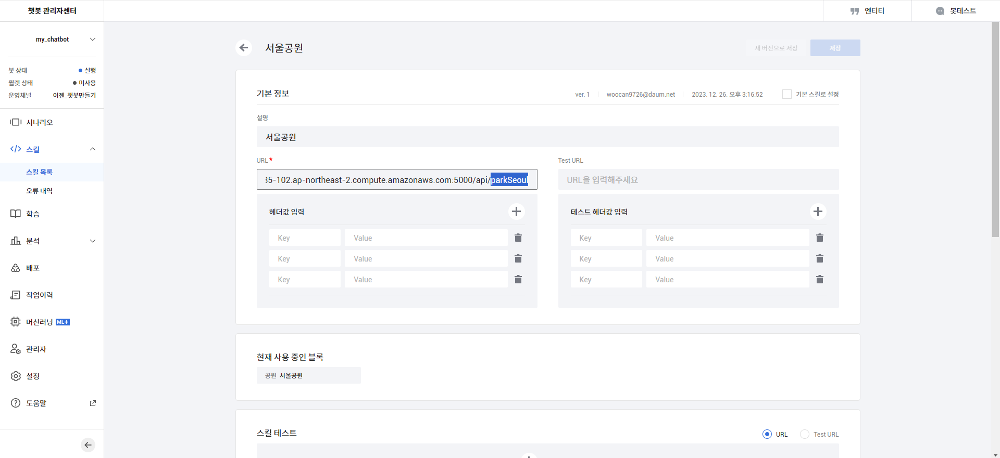 챗봇 관리자센터
엔티티
봇테스트
my_chatbot
봇 상태
실행
월렛 상태
미사용
운영채널
이젠_챗봇만들기
시나리오
스킬
스킬 목록
오류 내역
학습
분석
배포
작업이력
머신러닝 ML+
관리자
설정
도움말
서울공원
새 버전으로 저장
저장
기본 정보
ver. 1
woocan9726@daum.net
2023. 12. 26. 오후 3:16:52
기본 스킬로 설정
설명
서울공원
URL*
Test URL
35-102.ap-northeast-2.compute.amazonaws.com:5000/api/parkSeoul
URL을 입력해주세요
헤더값 입력
테스트 헤더값 입력
Key Value Key Value
Key Value Key Value
Key Value Key Value
현재 사용 중인 블록
공원 서울공원
스킬 테스트
URL
Test URL